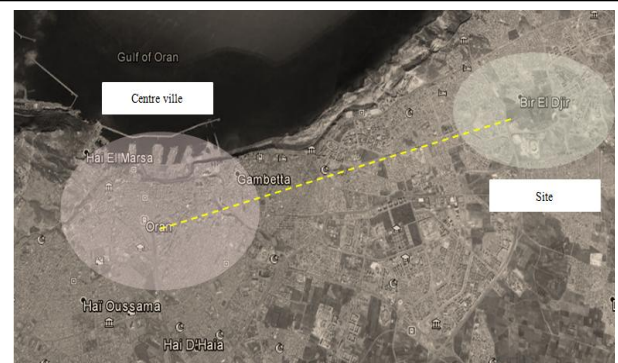 Gulf of Oran
Centre ville
Bir El Djir
Hai El Marsa
Gambetta
Site
Oran
Haï Oussama
Hai D'Haia